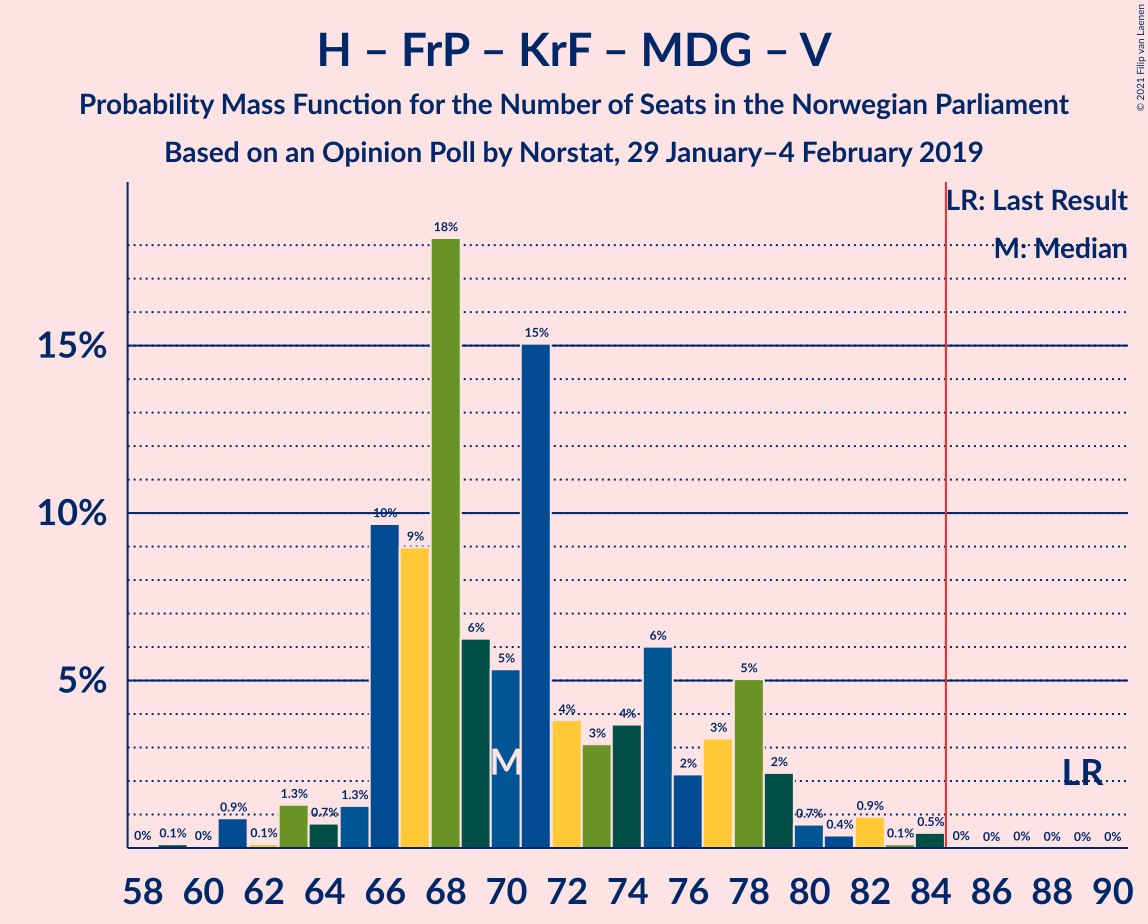 H – FrP – KrF – MDG – V
Probability Mass Function for the Number of Seats in the Norwegian Parliament
Based on an Opinion Poll by Norstat, 29 January–4 February 2019
© 2021 Filip van Laenen
LR: Last Result
M: Median
15%
10%
5%
0% 0.1% 0% 0.9% 0.1% 1.3% 0.7% 1.3% 10% 9% 18% 6% 5% 15% 4% 3% 4% 6% 2% 3% 5% 2% 0.7% 0.4% 0.9% 0.1% 0.5% 0% 0% 0% 0% 0% 0%
M
LR
58 60 62 64 66 68 70 72 74 76 78 80 82 84 86 88 90